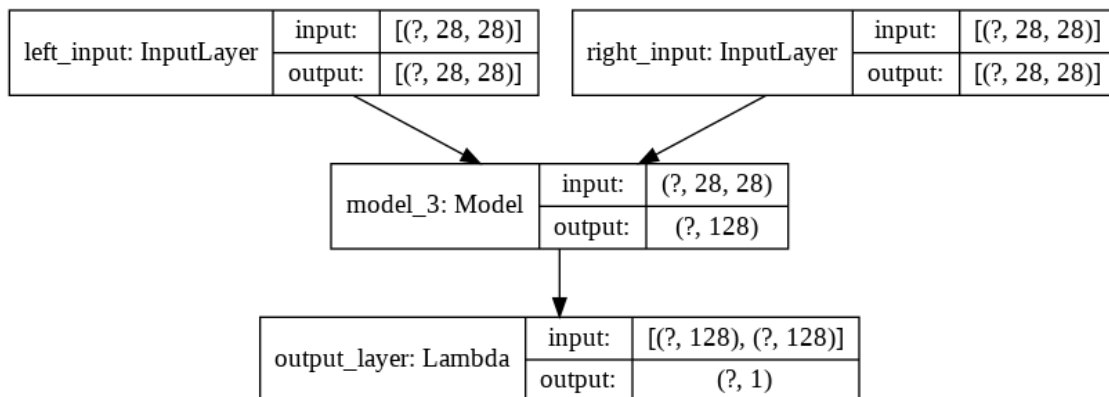 left_input: InputLayer
input:
[(?, 28, 28)]
output:
[(?, 28, 28)]
right_input: InputLayer
input:
[(?, 28, 28)]
output:
[(?, 28, 28)]
model_3: Model
input:
(?, 28, 28)
output:
(?, 128)
output_layer: Lambda
input:
[(?, 128), (?, 128)]
output:
(?, 1)